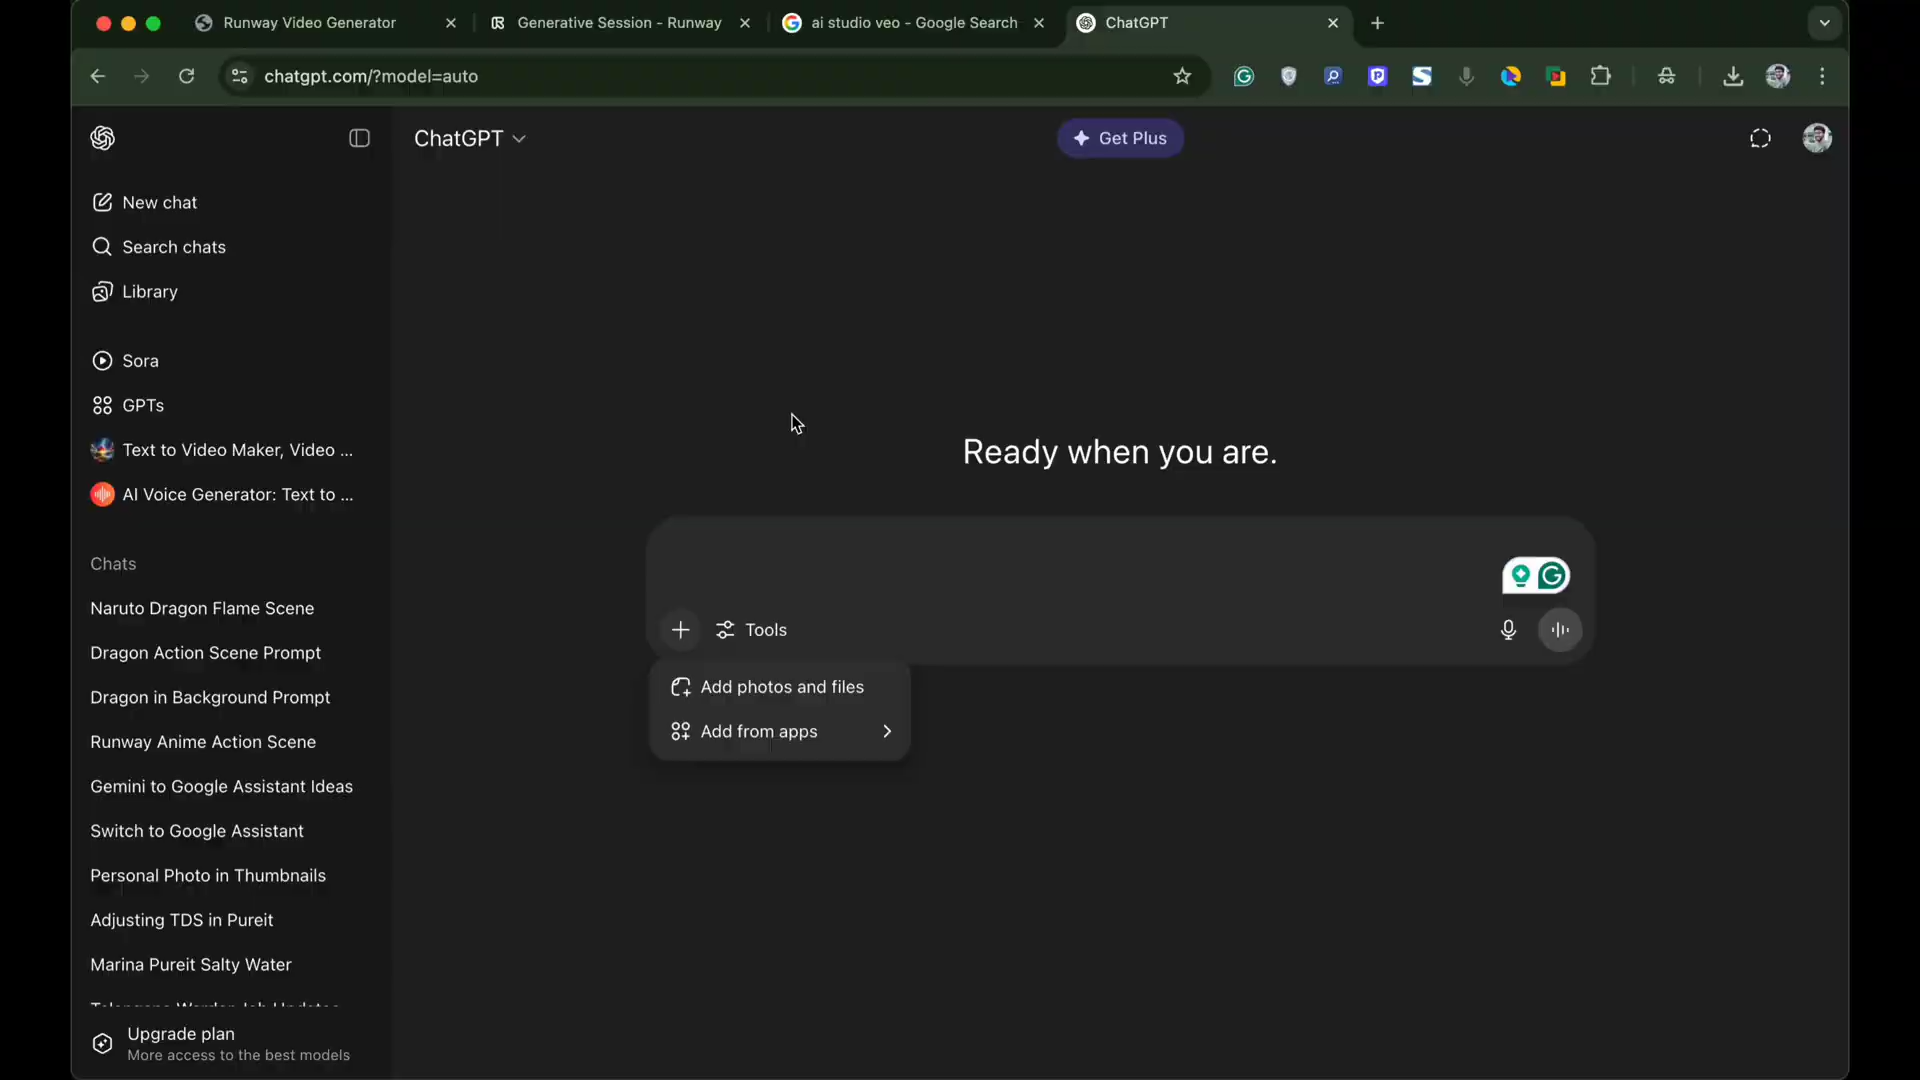 Runway Video Generator
Generative Session - Runway
ai studio veo - Google Search
ChatGPT
chatgpt.com/?model=auto
ChatGPT
Get Plus
New chat
Search chats
Library
Sora
GPTs
Text to Video Maker, Video ...
AI Voice Generator: Text to ...
Chats
Naruto Dragon Flame Scene
Dragon Action Scene Prompt
Dragon in Background Prompt
Runway Anime Action Scene
Gemini to Google Assistant Ideas
Switch to Google Assistant
Personal Photo in Thumbnails
Adjusting TDS in Pureit
Marina Pureit Salty Water
Upgrade plan
More access to the best models
Ready when you are.
Tools
Add photos and files
Add from apps